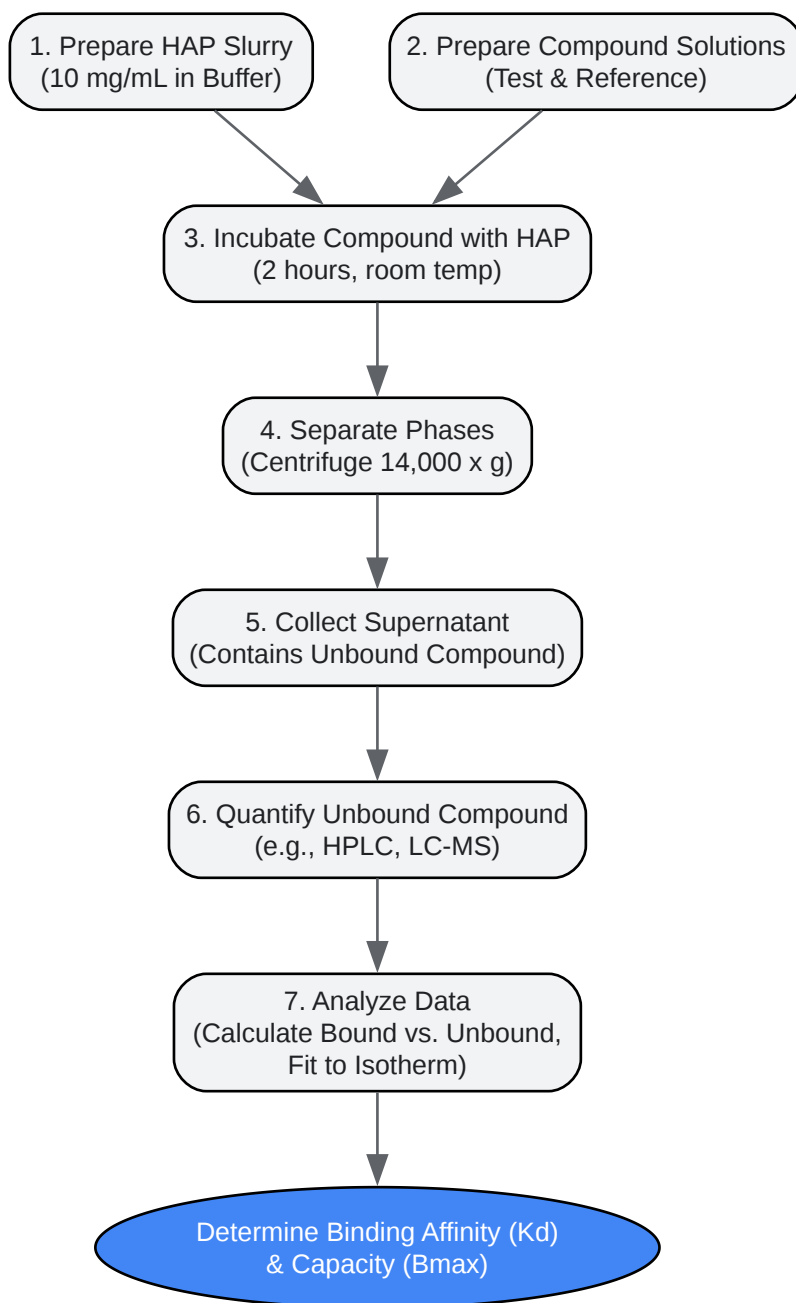 1. Prepare HAP Slurry
(10 mg/mL in Buffer)
2. Prepare Compound Solutions
(Test & Reference)
3. Incubate Compound with HAP
(2 hours, room temp)
4. Separate Phases
(Centrifuge 14,000 x g)
5. Collect Supernatant
(Contains Unbound Compound)
6. Quantify Unbound Compound
(e.g., HPLC, LC-MS)
7. Analyze Data
(Calculate Bound vs. Unbound,
Fit to Isotherm)
Determine Binding Affinity (Kd)
& Capacity (Bmax)